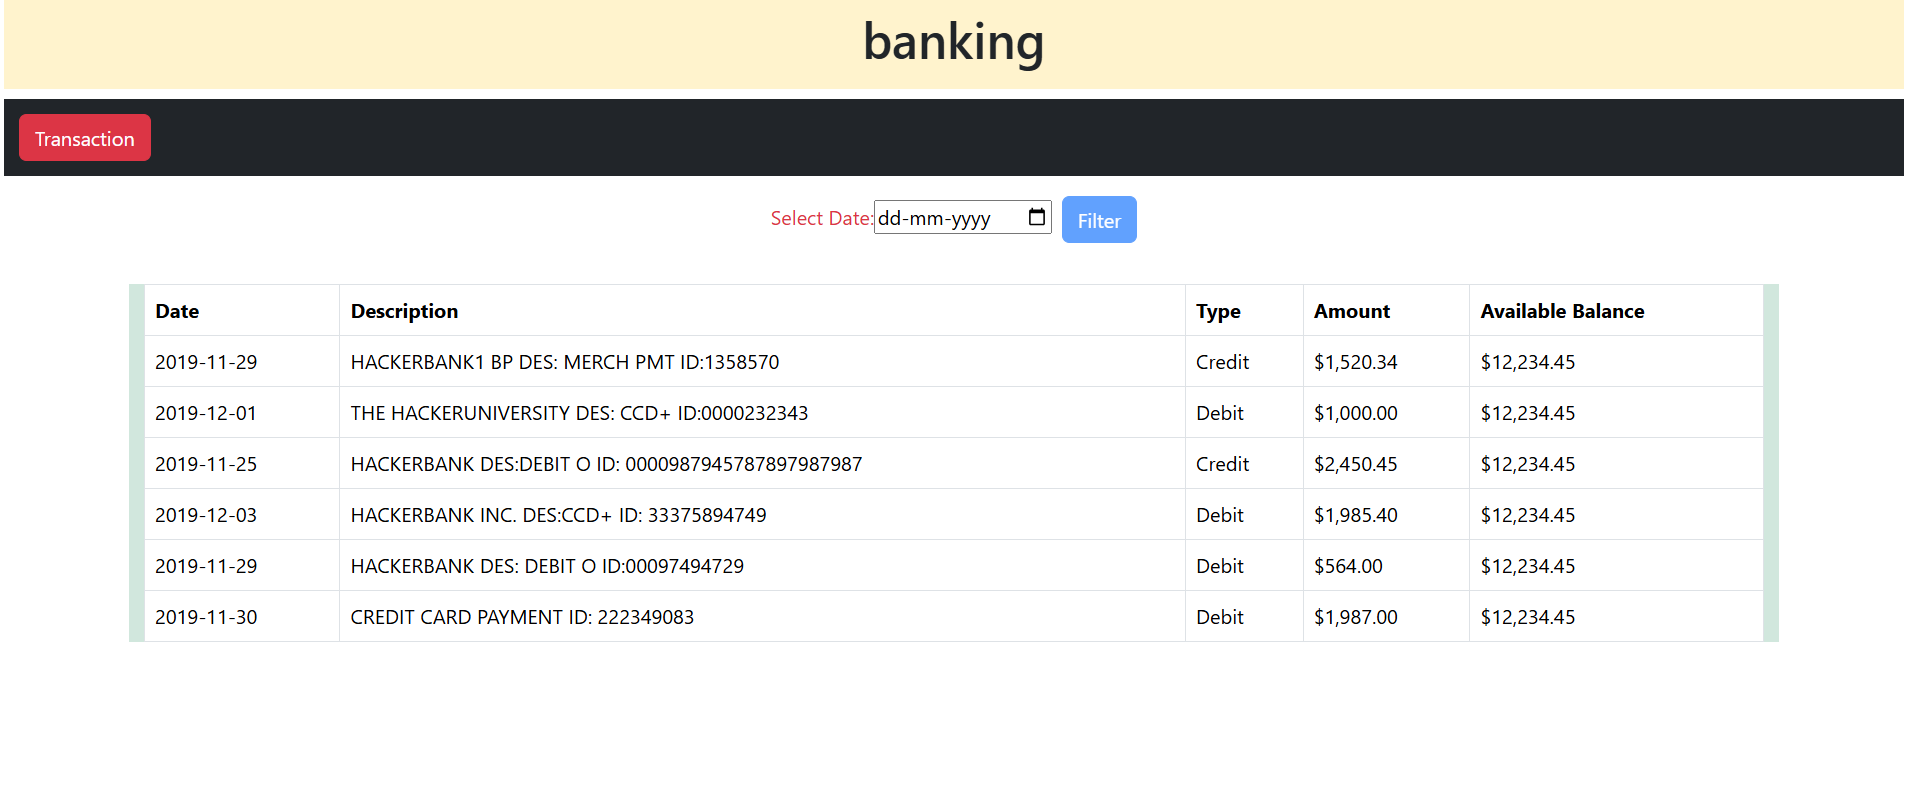 banking
Transaction
Select Date: dd-mm-yyyy Filter
Date Description Type Amount Available Balance
2019-11-29 HACKERBANK1 BP DES: MERCH PMT ID:1358570 Credit $1,520.34 $12,234.45
2019-12-01 THE HACKERUNIVERSITY DES: CCD+ ID:0000232343 Debit $1,000.00 $12,234.45
2019-11-25 HACKERBANK DES:DEBIT O ID: 0000987945787897987987 Credit $2,450.45 $12,234.45
2019-12-03 HACKERBANK INC. DES:CCD+ ID: 33375894749 Debit $1,985.40 $12,234.45
2019-11-29 HACKERBANK DES: DEBIT O ID:00097494729 Debit $564.00 $12,234.45
2019-11-30 CREDIT CARD PAYMENT ID: 222349083 Debit $1,987.00 $12,234.45